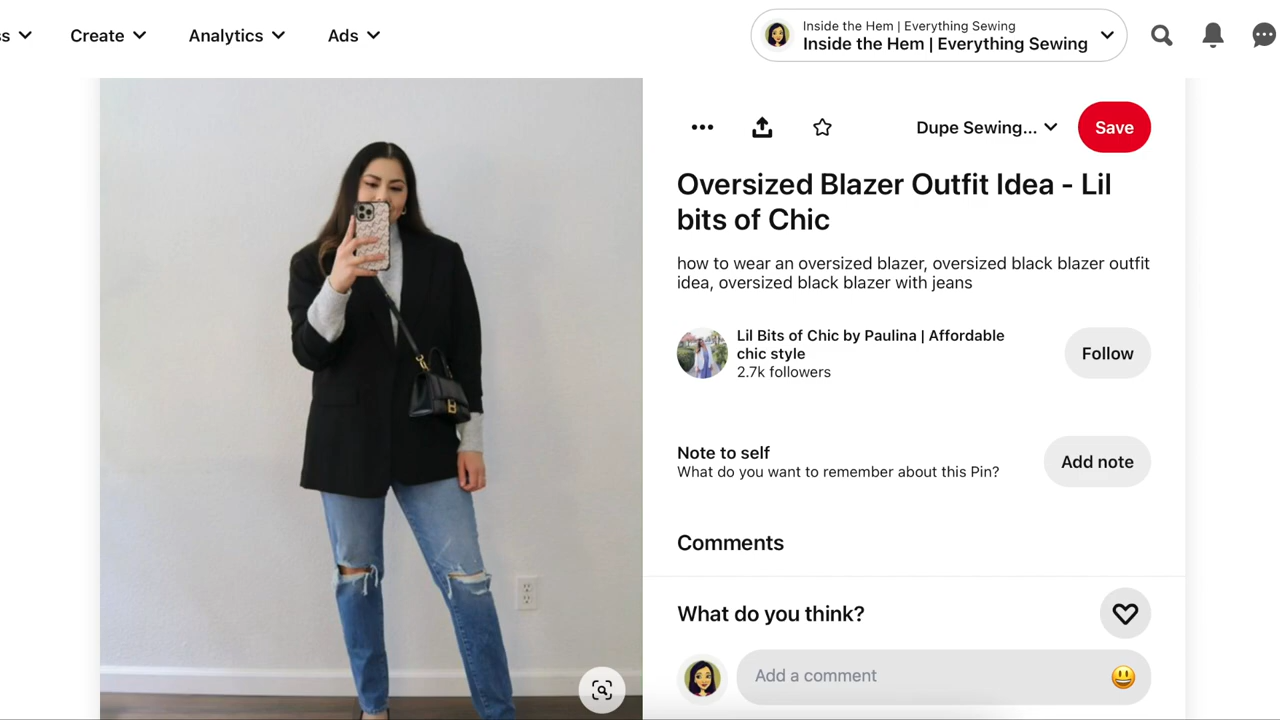 ss
Create
Analytics
Ads
Inside the Hem | Everything Sewing
Inside the Hem | Everything Sewing
Dupe Sewing...
Save
Oversized Blazer Outfit Idea - Lil
bits of Chic
how to wear an oversized blazer, oversized black blazer outfit
idea, oversized black blazer with jeans
Lil Bits of Chic by Paulina | Affordable
chic style
2.7k followers
Follow
Note to self
What do you want to remember about this Pin?
Add note
Comments
What do you think?
Add a comment